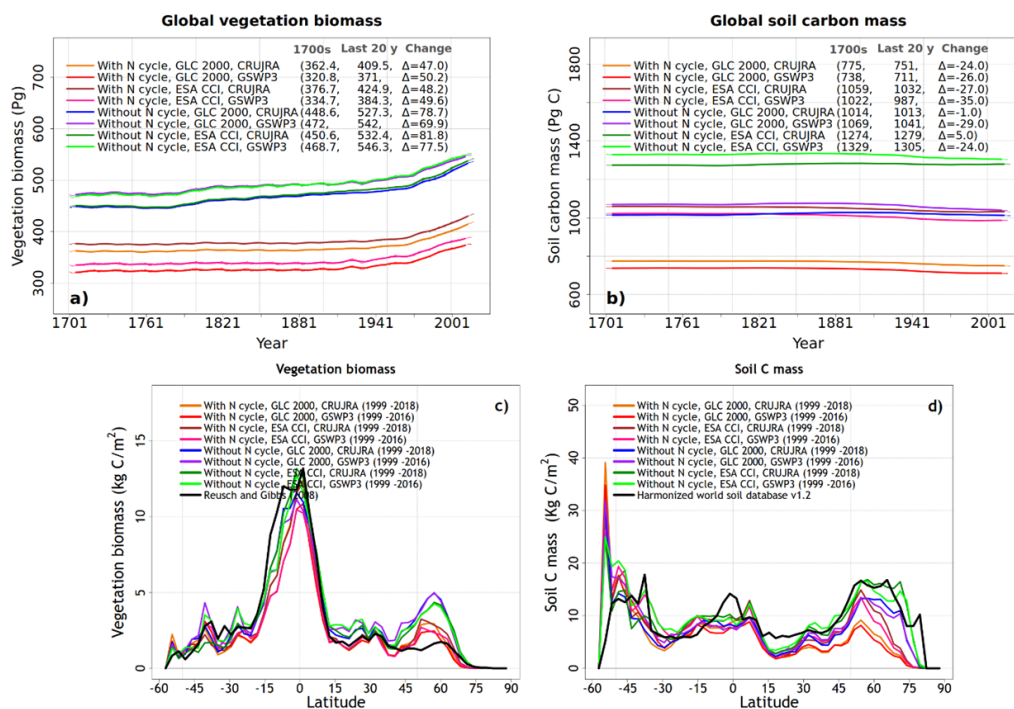 Global vegetation biomass
1700s Last 20 y Change
With N cycle, GLC 2000, CRUJRA (362.4, 409.5, Δ=47.0)
With N cycle, GLC 2000, GSWP3 (320.8, 371, Δ=50.2)
With N cycle, ESA CCI, CRUJRA (376.7, 424.9, Δ=48.2)
With N cycle, ESA CCI, GSWP3 (334.7, 384.3, Δ=49.6)
Without N cycle, GLC 2000, CRUJRA (448.6, 527.3, Δ=78.7)
Without N cycle, GLC 2000, GSWP3 (472, 542, Δ=69.9)
Without N cycle, ESA CCI, CRUJRA (450.6, 532.4, Δ=81.8)
Without N cycle, ESA CCI, GSWP3 (468.7, 546.3, Δ=77.5)
Vegetation biomass (Pg)
700
600
500
400
300
a)
1701 1761 1821 1881 1941 2001
Year
Global soil carbon mass
1700s Last 20 y Change
With N cycle, GLC 2000, CRUJRA (775, 751, Δ=-24.0)
With N cycle, GLC 2000, GSWP3 (738, 711, Δ=-26.0)
With N cycle, ESA CCI, CRUJRA (1059, 1032, Δ=-27.0)
With N cycle, ESA CCI, GSWP3 (1022, 987, Δ=-35.0)
Without N cycle, GLC 2000, CRUJRA (1014, 1013, Δ=-1.0)
Without N cycle, GLC 2000, GSWP3 (1069, 1041, Δ=-29.0)
Without N cycle, ESA CCI, CRUJRA (1274, 1279, Δ=5.0)
Without N cycle, ESA CCI, GSWP3 (1329, 1305, Δ=-24.0)
Soil carbon mass (Pg C)
1800
1400
1000
600
b)
1701 1761 1821 1881 1941 2001
Year
Vegetation biomass
c)
With N cycle, GLC 2000, CRUJRA (1999 -2018)
With N cycle, GLC 2000, GSWP3 (1999 -2016)
With N cycle, ESA CCI, CRUJRA (1999 -2018)
With N cycle, ESA CCI, GSWP3 (1999 -2016)
Without N cycle, GLC 2000, CRUJRA (1999 -2018)
Without N cycle, GLC 2000, GSWP3 (1999 -2016)
Without N cycle, ESA CCI, CRUJRA (1999 -2018)
Without N cycle, ESA CCI, GSWP3 (1999 -2016)
Reusch and Gibbs (2008)
Vegetation biomass (kg C/m²)
15
10
5
0
-60 -45 -30 -15 0 15 30 45 60 75 90
Latitude
Soil C mass
d)
With N cycle, GLC 2000, CRUJRA (1999 -2018)
With N cycle, GLC 2000, GSWP3 (1999 -2016)
With N cycle, ESA CCI, CRUJRA (1999 -2018)
With N cycle, ESA CCI, GSWP3 (1999 -2016)
Without N cycle, GLC 2000, CRUJRA (1999 -2018)
Without N cycle, GLC 2000, GSWP3 (1999 -2016)
Without N cycle, ESA CCI, CRUJRA (1999 -2018)
Without N cycle, ESA CCI, GSWP3 (1999 -2016)
Harmonized world soil database v1.2
Soil C mass (Kg C/m²)
50
40
30
20
10
0
-60 -45 -30 -15 0 15 30 45 60 75 90
Latitude